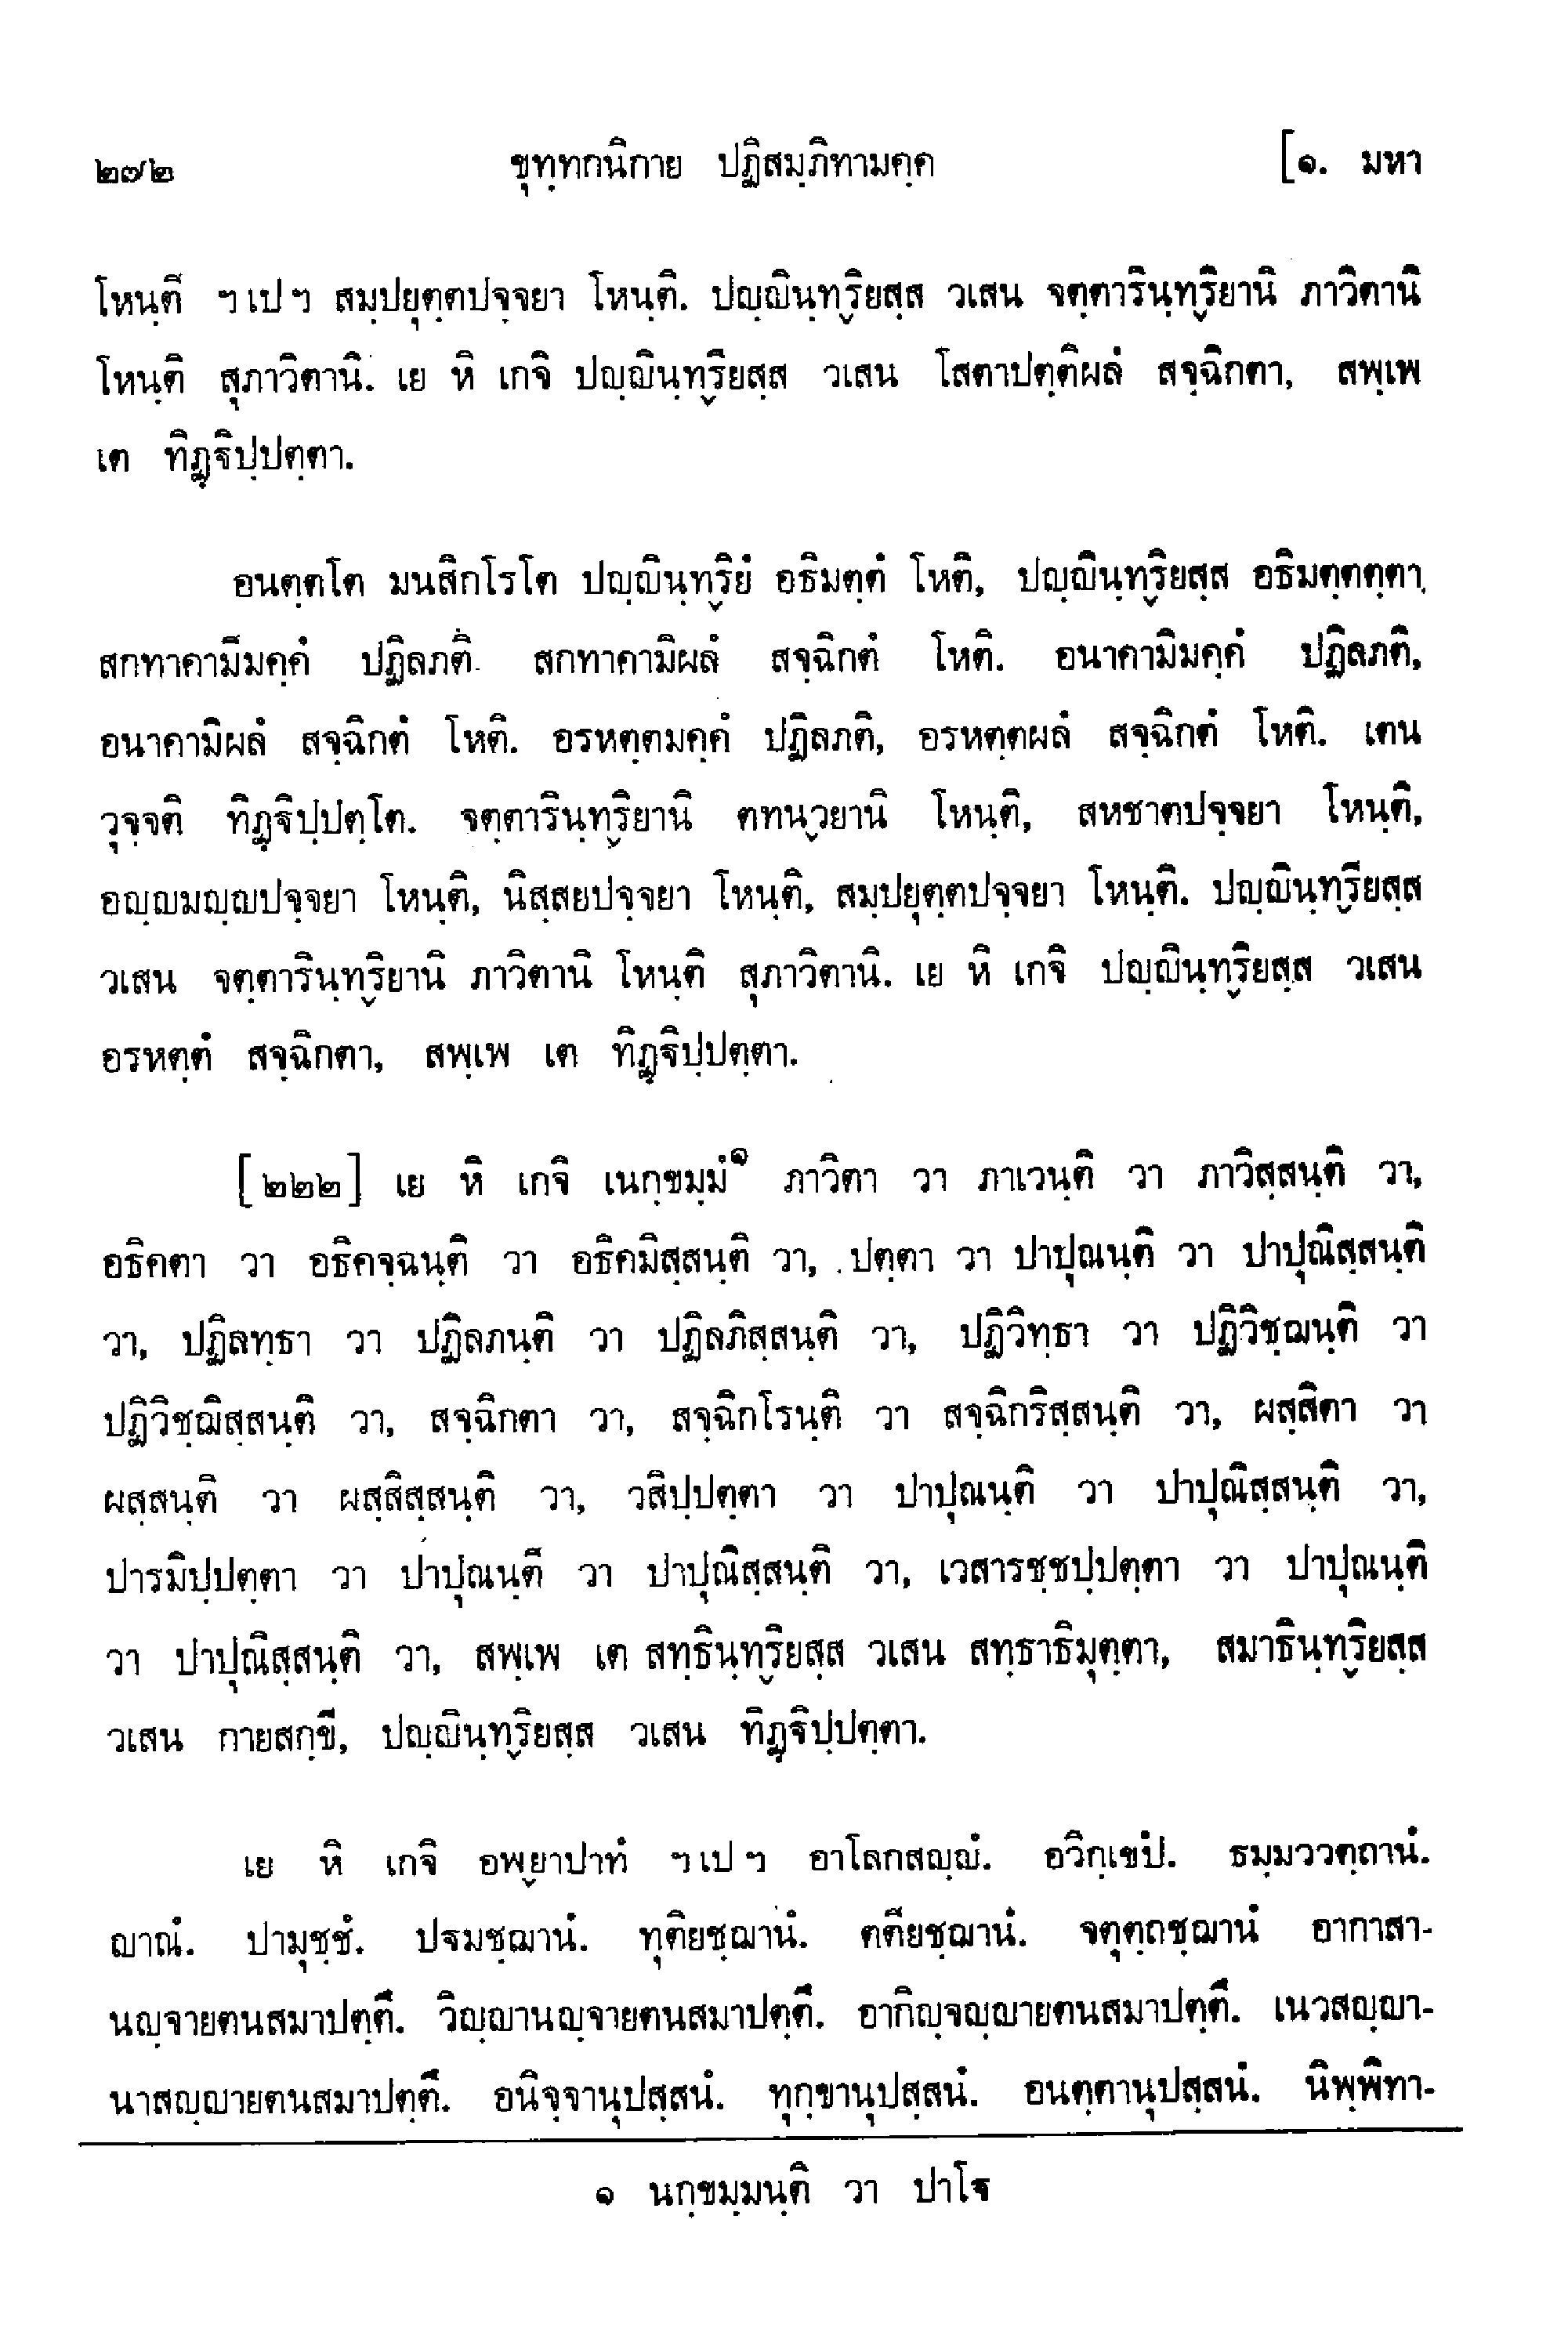 ๒๗๒ ขุทฺทกนิกาย ปฏิสมฺภิทามคฺค [๑. มหา
โหนฺติ ฯ เป ฯ สมฺปยุตฺตปจฺจยา โหนฺติ. ปญฺญินฺทฺริยสฺส วเสน จตฺตารินฺทฺริยานิ ภาวิตานิ
โหนฺติ สุภาวิตานิ. เย หิ เกจิ ปญฺญินฺทฺริยสฺส วเสน โสตาปตฺติผลํ สจฺฉิกตา, สพฺเพ
เต ทิฏฺฐิปฺปตฺตา.
อนตฺตโต มนสิกโรโต ปญฺญินฺทฺริยํ อธิมตฺตํ โหติ, ปญฺญินฺทฺริยสฺส อธิมตฺตตฺตา
สกทาคามิมคฺคํ ปฏิลภติ สกทาคามิผลํ สจฺฉิกตํ โหติ. อนาคามิมคฺคํ ปฏิลภติ,
อนาคามิผลํ สจฺฉิกตํ โหติ. อรหตฺตมคฺคํ ปฏิลภติ, อรหตฺตผลํ สจฺฉิกตํ โหติ. เตน
วุจฺจติ ทิฏฺฐิปฺปตฺโต. จตฺตารินฺทฺริยานิ ตทนฺวยานิ โหนฺติ, สหชาตปจฺจยา โหนฺติ,
อญฺญมญฺญปจฺจยา โหนฺติ, นิสฺสยปจฺจยา โหนฺติ, สมฺปยุตฺตปจฺจยา โหนฺติ. ปญฺญินฺทฺริยสฺส
วเสน จตฺตารินฺทฺริยานิ ภาวิตานิ โหนฺติ สุภาวิตานิ. เย หิ เกจิ ปญฺญินฺทฺริยสฺส วเสน
อรหตฺตํ สจฺฉิกตา, สพฺเพ เต ทิฏฺฐิปฺปตฺตา.
[๒๒๒] เย หิ เกจิ เนกฺขมฺมํ๑ ภาวิตา วา ภาเวนฺติ วา ภาวิสฺสนฺติ วา,
อธิคตา วา อธิคจฺฉนฺติ วา อธิคมิสฺสนฺติ วา, ปตฺตา วา ปาปุณนฺติ วา ปาปุณิสฺสนฺติ
วา, ปฏิลทฺธา วา ปฏิลภนฺติ วา ปฏิลภิสฺสนฺติ วา, ปฏิวิทฺธา วา ปฏิวิชฺฌนฺติ วา
ปฏิวิชฺฌิสฺสนฺติ วา, สจฺฉิกตา วา, สจฺฉิกโรนฺติ วา สจฺฉิกริสฺสนฺติ วา, ผสฺสิตา วา
ผสฺสนฺติ วา ผสฺสิสฺสนฺติ วา, วสิปฺปตฺตา วา ปาปุณนฺติ วา ปาปุณิสฺสนฺติ วา,
ปารมิปฺปตฺตา วา ปาปุณนฺติ วา ปาปุณิสฺสนฺติ วา, เวสารชฺชปฺปตฺตา วา ปาปุณนฺติ
วา ปาปุณิสฺสนฺติ วา, สพฺเพ เต สทฺธินฺทฺริยสฺส วเสน สทฺธาธิมุตฺตา, สมาธินฺทฺริยสฺส
วเสน กายสกฺขี, ปญฺญินฺทฺริยสฺส วเสน ทิฏฺฐิปฺปตฺตา.
เย หิ เกจิ อพฺยาปาทํ ฯ เป ฯ อาโลกสญฺญํ. อวิกฺเขปํ. ธมฺมววตฺถานํ.
ญาณํ. ปามุชฺชํ. ปฐมชฺฌานํ. ทุติยชฺฌานํ. ตติยชฺฌานํ. จตุตฺถชฺฌานํ อากาสา-
นญฺจายตนสมาปตฺตึ. วิญฺญานญฺจายตนสมาปตฺตึ. อากิญฺจญฺญายตนสมาปตฺตึ. เนวสญฺญา-
นาสญฺญายตนสมาปตฺตึ. อนิจฺจานุปสฺสนํ. ทุกฺขานุปสฺสนํ. อนตฺตานุปสฺสนํ. นิพฺพิทา-
๑ นกฺขมฺมนฺติ วา ปาโฐ